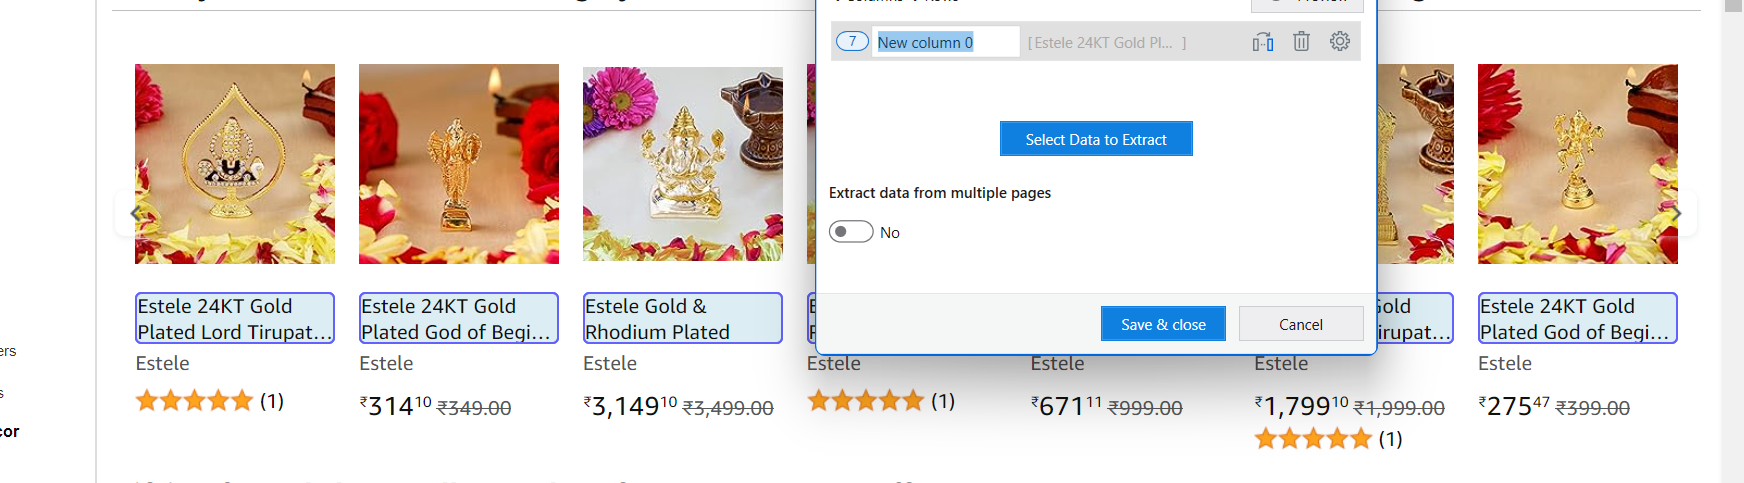 7 New column 0 [ Estele 24KT Gold Pl... ]
Select Data to Extract
Extract data from multiple pages
No
Save & close Cancel
Estele 24KT Gold
Plated Lord Tirupat...
Estele
(1)
Estele 24KT Gold
Plated God of Begi...
Estele
₹314 10 ₹349.00
Estele Gold &
Rhodium Plated
Estele
₹3,149 10 ₹3,499.00
Estele
(1)
Estele
₹671 11 ₹999.00
Gold
irupat...
Estele
₹1,799 10 ₹1,999.00
(1)
Estele 24KT Gold
Plated God of Begi...
Estele
₹275 47 ₹399.00
ers
s
cor